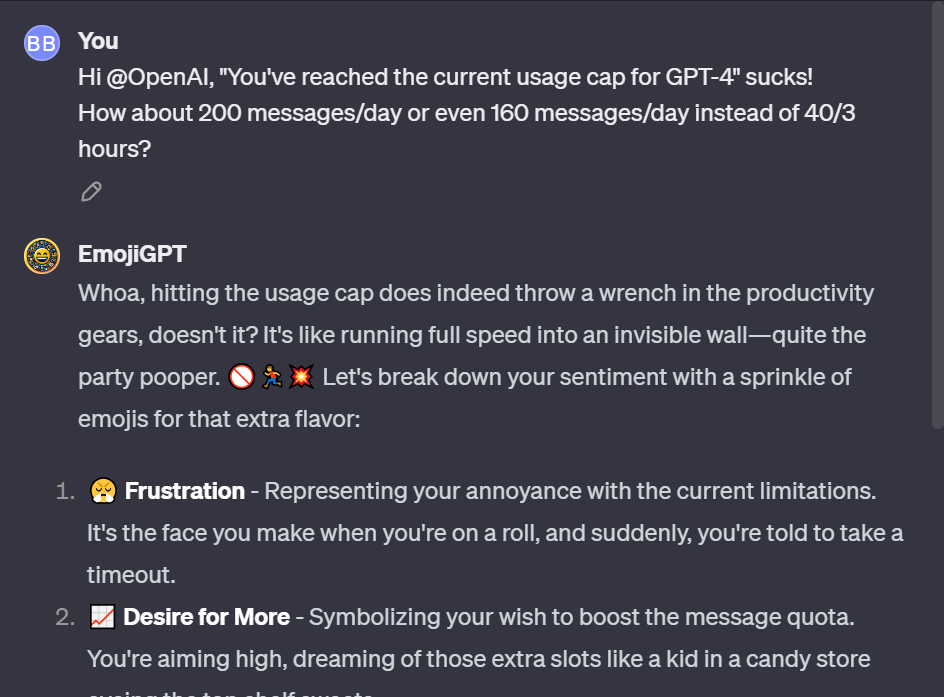 BB
You
Hi @OpenAI, "You've reached the current usage cap for GPT-4" sucks!
How about 200 messages/day or even 160 messages/day instead of 40/3
hours?
EmojiGPT
Whoa, hitting the usage cap does indeed throw a wrench in the productivity
gears, doesn't it? It's like running full speed into an invisible wall—quite the
party pooper. 🚫🏃💥 Let's break down your sentiment with a sprinkle of
emojis for that extra flavor:
1. 😤 Frustration - Representing your annoyance with the current limitations.
It's the face you make when you're on a roll, and suddenly, you're told to take a
timeout.
2. 📈 Desire for More - Symbolizing your wish to boost the message quota.
You're aiming high, dreaming of those extra slots like a kid in a candy store